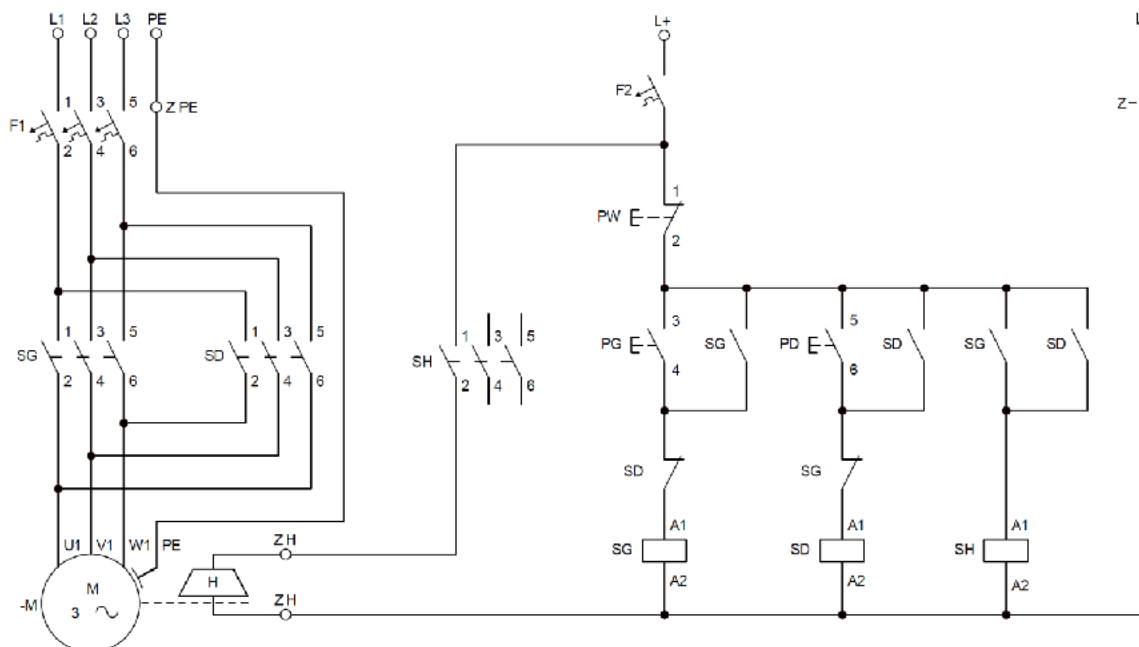 L1 L2 L3 PE L+ L
F2
1 3 5 Z PE Z-
F1
2 4 6
1
PW
2
1 3 5 1 3 5 1 3 5 3 5
SG SD SH PG SG PD SD SG SD
2 4 6 2 4 6 2 4 6 4 6
SD SG
A1 A1 A1
U1 V1 W1 PE Z H SG SD SH
M H A2 A2 A2
-M 3 Z H